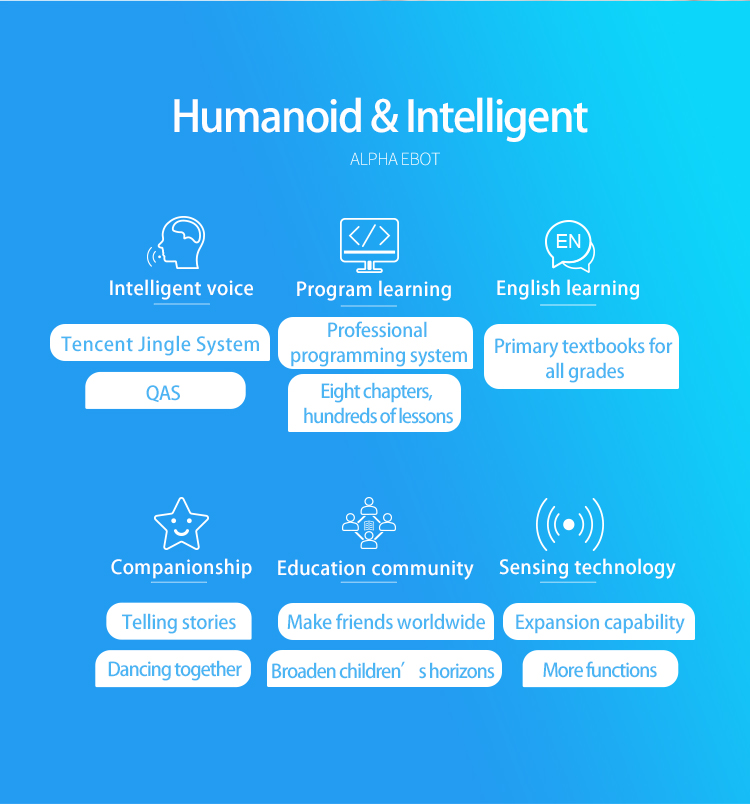 Humanoid & Intelligent
ALPHA EBOT
EN
Intelligent voice
Tencent Jingle System
QAS
Program learning
Professional
programming system
Eight chapters,
hundreds of lessons
English learning
Primary textbooks for
all grades
Companionship
Telling stories
Dancing together
Education community
Make friends worldwide
Broaden children′ s horizons
Sensing technology
Expansion capability
More functions